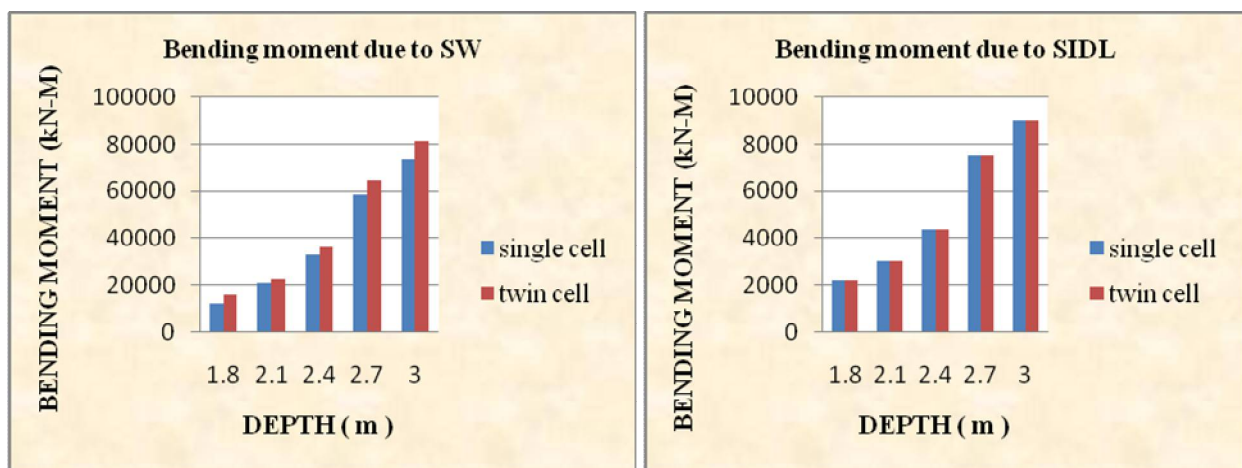 Bending moment due to SW
BENDING MOMENT (kN-M)
100000
80000
60000
40000
20000
0
1.8 2.1 2.4 2.7 3
DEPTH ( m )
single cell
twin cell
Bending moment due to SIDL
BENDING MOMENT (kN-M)
10000
8000
6000
4000
2000
0
1.8 2.1 2.4 2.7 3
DEPTH ( m )
single cell
twin cell